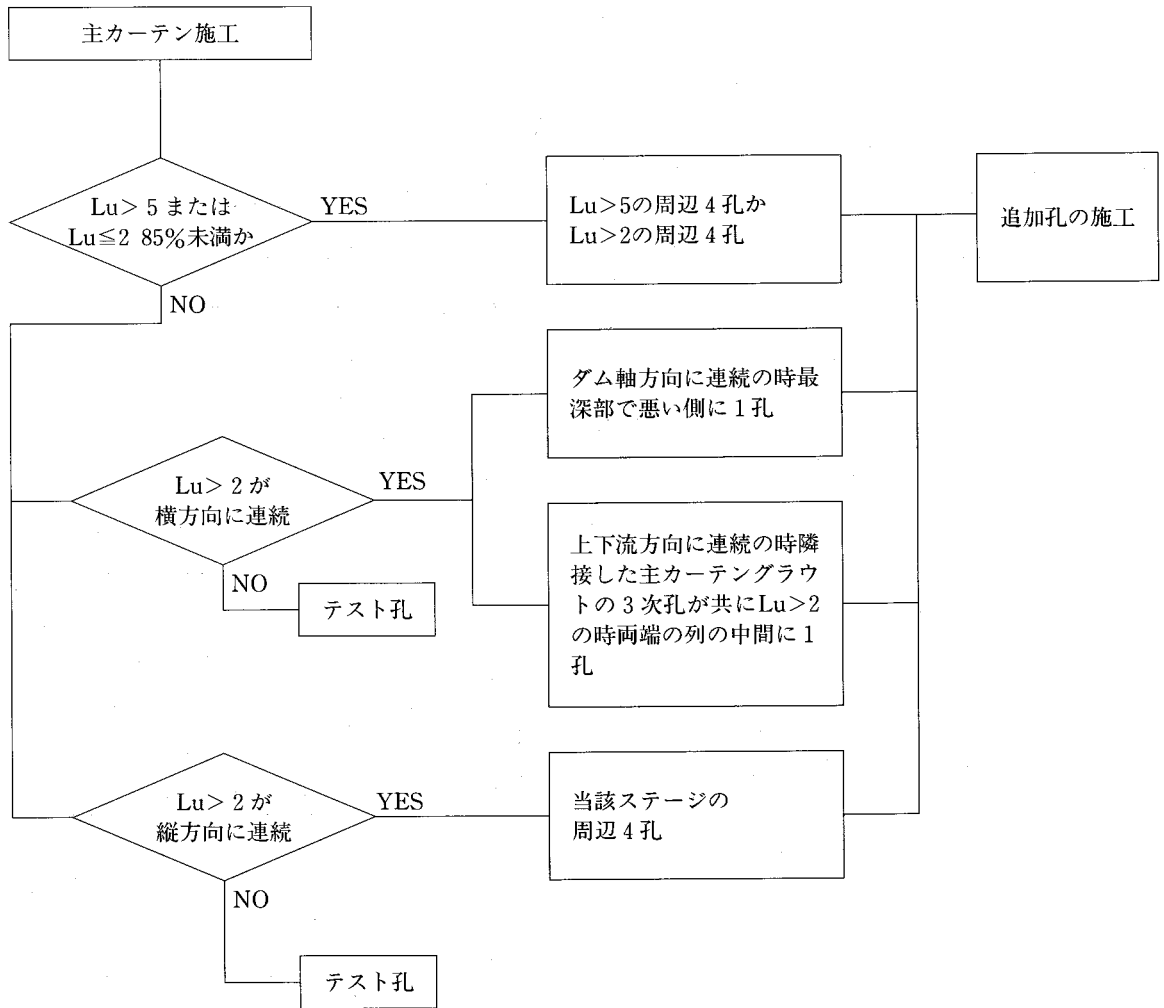 主カーテン施工
Lu> 5 または
Lu≦2 85%未満か
YES
NO
Lu>5の周辺 4 孔か
Lu>2の周辺 4 孔
追加孔の施工
ダム軸方向に連続の時最
深部で悪い側に 1 孔
Lu> 2 が
横方向に連続
YES
NO
テスト孔
上下流方向に連続の時隣
接した主カーテングラウ
トの 3 次孔が共にLu>2
の時両端の列の中間に 1
孔
Lu> 2 が
縦方向に連続
YES
NO
当該ステージの
周辺 4 孔
テスト孔